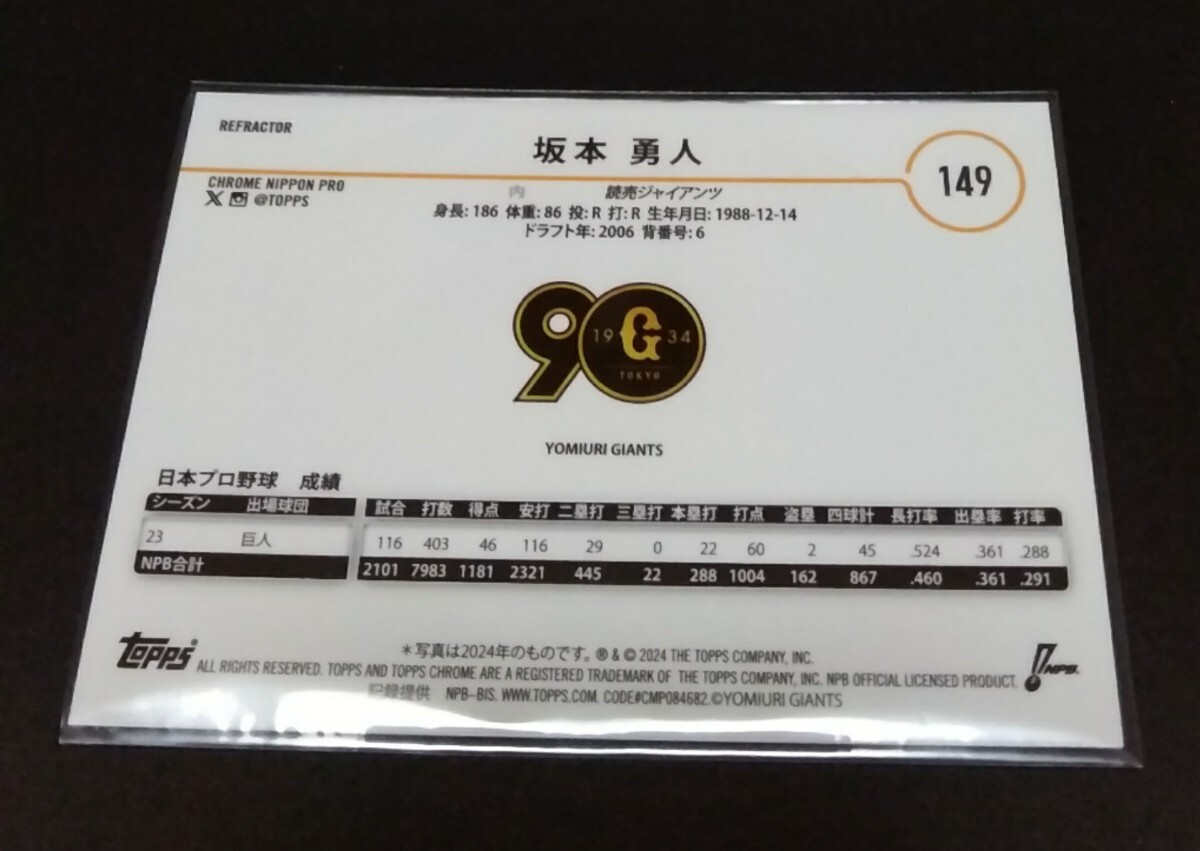 REFRACTOR
坂本 勇人
149
CHROME NIPPON PRO
@TOPPS
内 読売ジャイアンツ
身長: 186 体重: 86 投: R 打: R 生年月日: 1988-12-14
ドラフト年: 2006 背番号: 6
90
19 G 34
TOKYO
YOMIURI GIANTS
日本プロ野球 成績
シーズン 出場球団 試合 打数 得点 安打 二塁打 三塁打 本塁打 打点 盗塁 四球計 長打率 出塁率 打率
23 巨人 116 403 46 116 29 0 22 60 2 45 .524 .361 .288
NPB合計 2101 7983 1181 2321 445 22 288 1004 162 867 .460 .361 .291
topps®
*写真は2024年のものです。® & © 2024 THE TOPPS COMPANY, INC.
ALL RIGHTS RESERVED. TOPPS AND TOPPS CHROME ARE A REGISTERED TRADEMARK OF THE TOPPS COMPANY, INC. NPB OFFICIAL LICENSED PRODUCT.
記録提供 NPB-BIS. WWW.TOPPS.COM. CODE#CMP084682.©YOMIURI GIANTS
NPB.